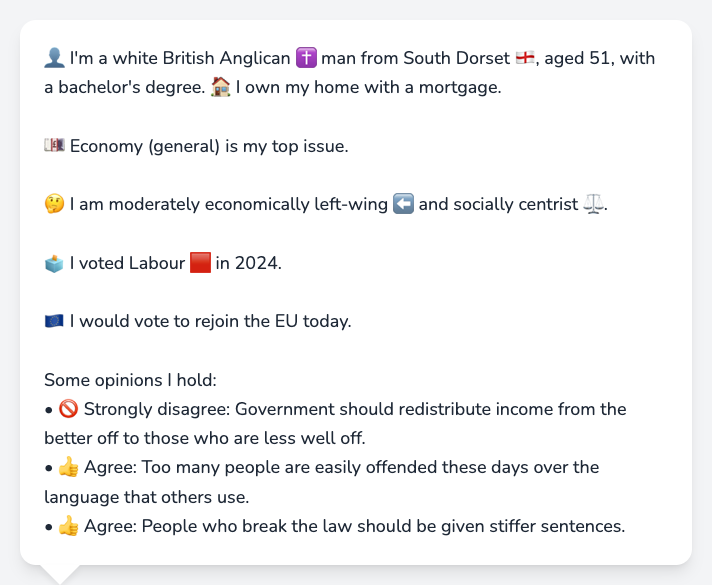 👤 I'm a white British Anglican ✝️ man from South Dorset 🏴󠁧󠁢󠁥󠁮󠁧󠁿, aged 51, with
a bachelor's degree. 🏠 I own my home with a mortgage.
💷 Economy (general) is my top issue.
🤔 I am moderately economically left-wing ⬅️ and socially centrist ⚖️.
🗳️ I voted Labour 🟥 in 2024.
🇪🇺 I would vote to rejoin the EU today.
Some opinions I hold:
• 🚫 Strongly disagree: Government should redistribute income from the
better off to those who are less well off.
• 👍 Agree: Too many people are easily offended these days over the
language that others use.
• 👍 Agree: People who break the law should be given stiffer sentences.